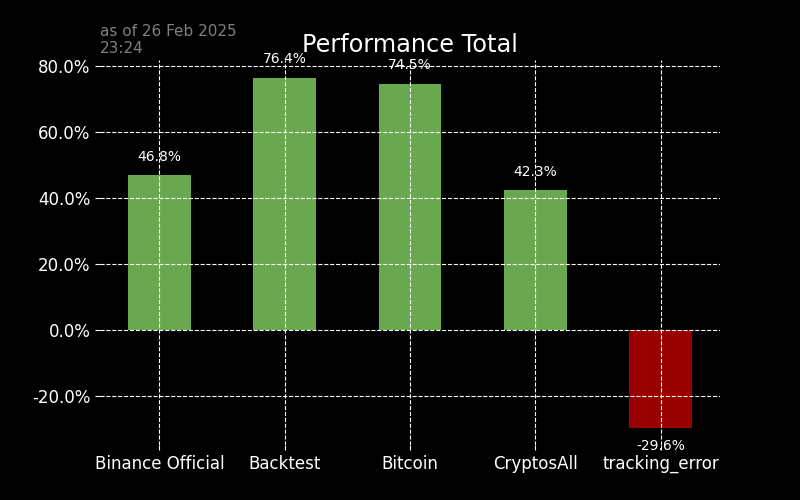 as of 26 Feb 2025
23:24
Performance Total
80.0%
60.0%
40.0%
20.0%
0.0%
-20.0%
46.8%
76.4%
74.5%
42.3%
-29.6%
Binance Official
Backtest
Bitcoin
CryptosAll
tracking_error